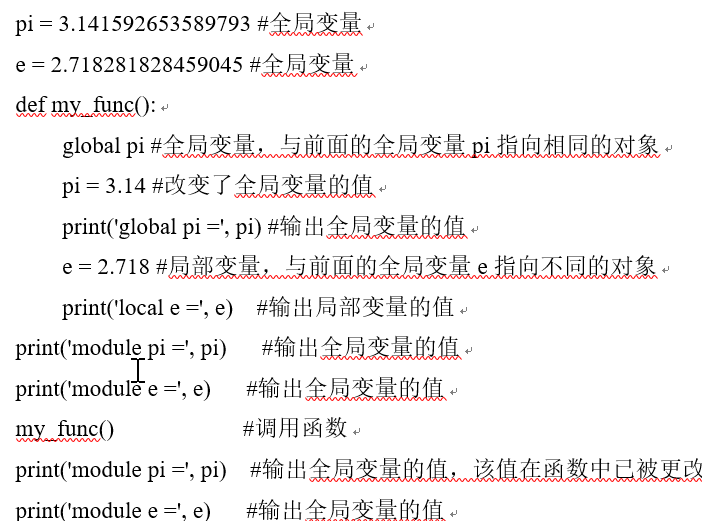 pi = 3.141592653589793 #全局变量
e = 2.718281828459045 #全局变量
def my_func():
global pi #全局变量，与前面的全局变量 pi 指向相同的对象
pi = 3.14 #改变了全局变量的值
print('global pi =', pi) #输出全局变量的值
e = 2.718 #局部变量，与前面的全局变量 e 指向不同的对象
print('local e =', e) #输出局部变量的值
print('module pi =', pi) #输出全局变量的值
print('module e =', e) #输出全局变量的值
my_func() #调用函数
print('module pi =', pi) #输出全局变量的值，该值在函数中已被更改
print('module e =', e) #输出全局变量的值